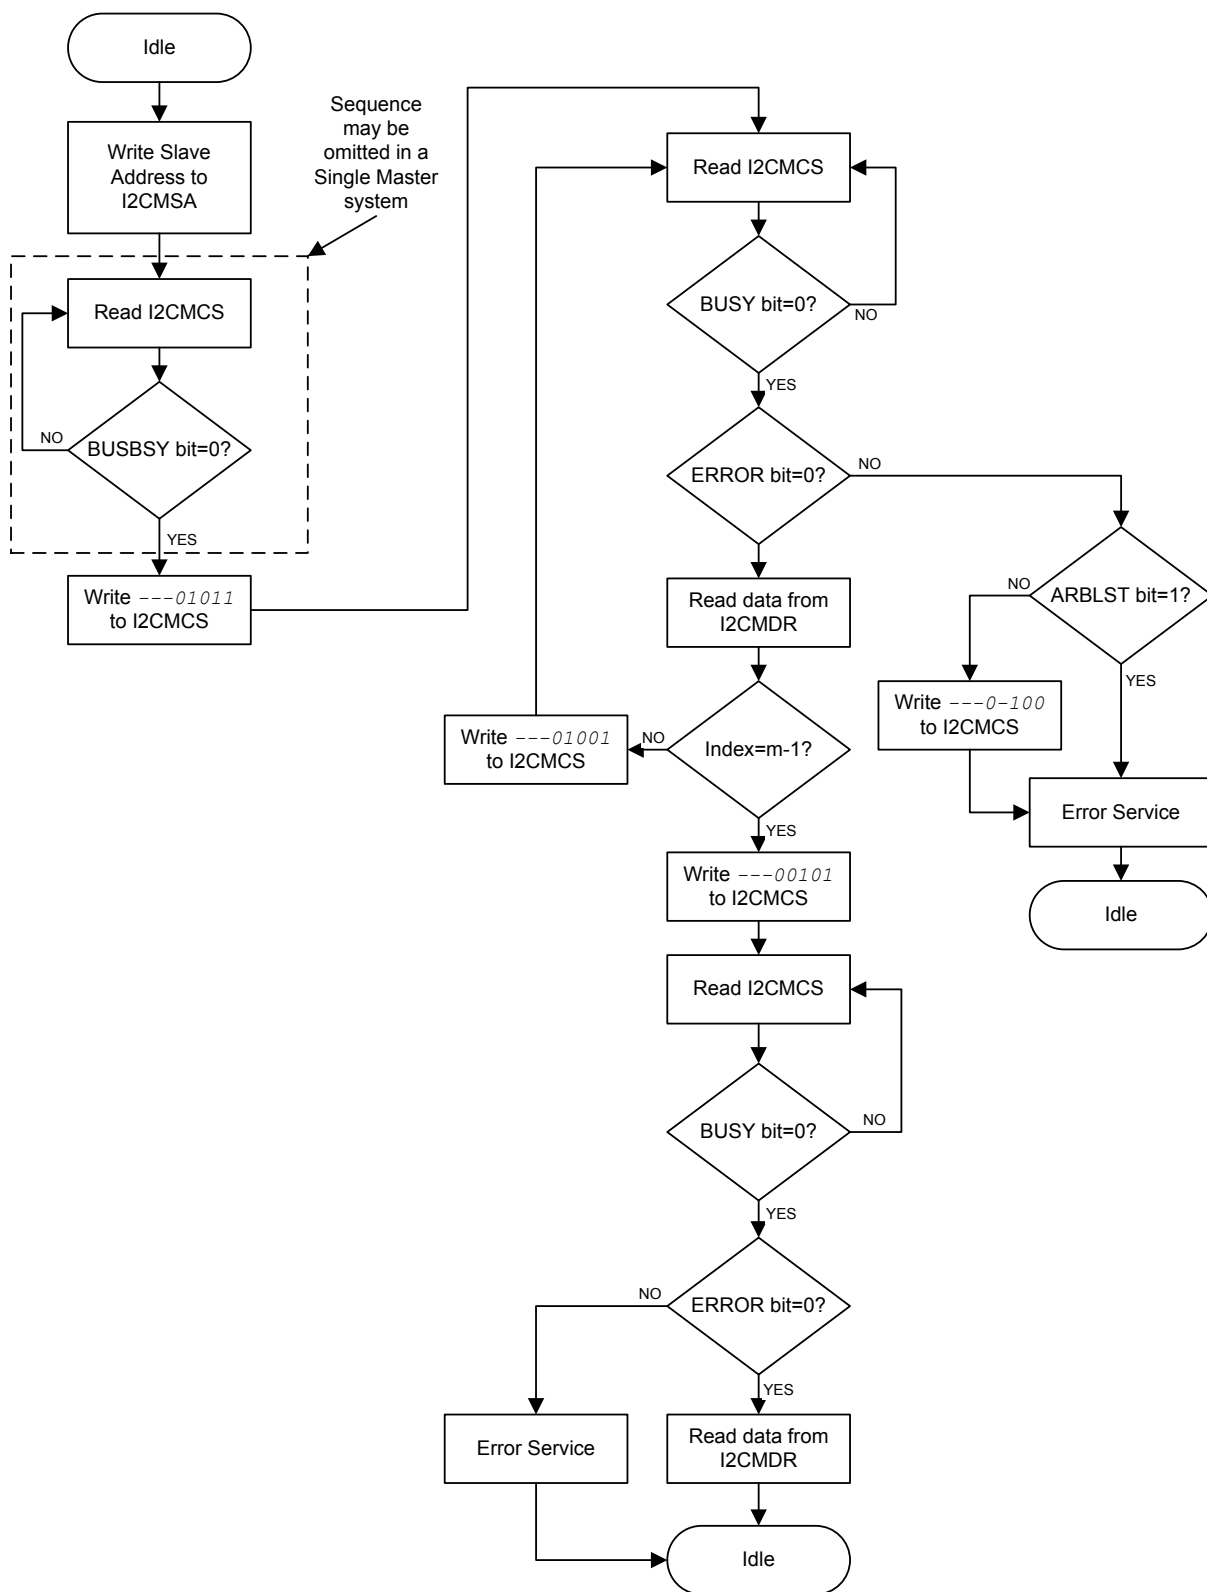 Idle
Write Slave
Address to
I2CMSA
Sequence
may be
omitted in a
Single Master
system
Read I2CMCS
BUSBSY bit=0?
NO
YES
Write ---01011
to I2CMCS
Read I2CMCS
BUSY bit=0?
NO
YES
ERROR bit=0?
NO
Read data from
I2CMDR
ARBLST bit=1?
NO
YES
Write ---0-100
to I2CMCS
Error Service
Idle
Index=m-1?
NO
Write ---01001
to I2CMCS
YES
Write ---00101
to I2CMCS
Read I2CMCS
BUSY bit=0?
NO
YES
ERROR bit=0?
NO
YES
Error Service
Read data from
I2CMDR
Idle